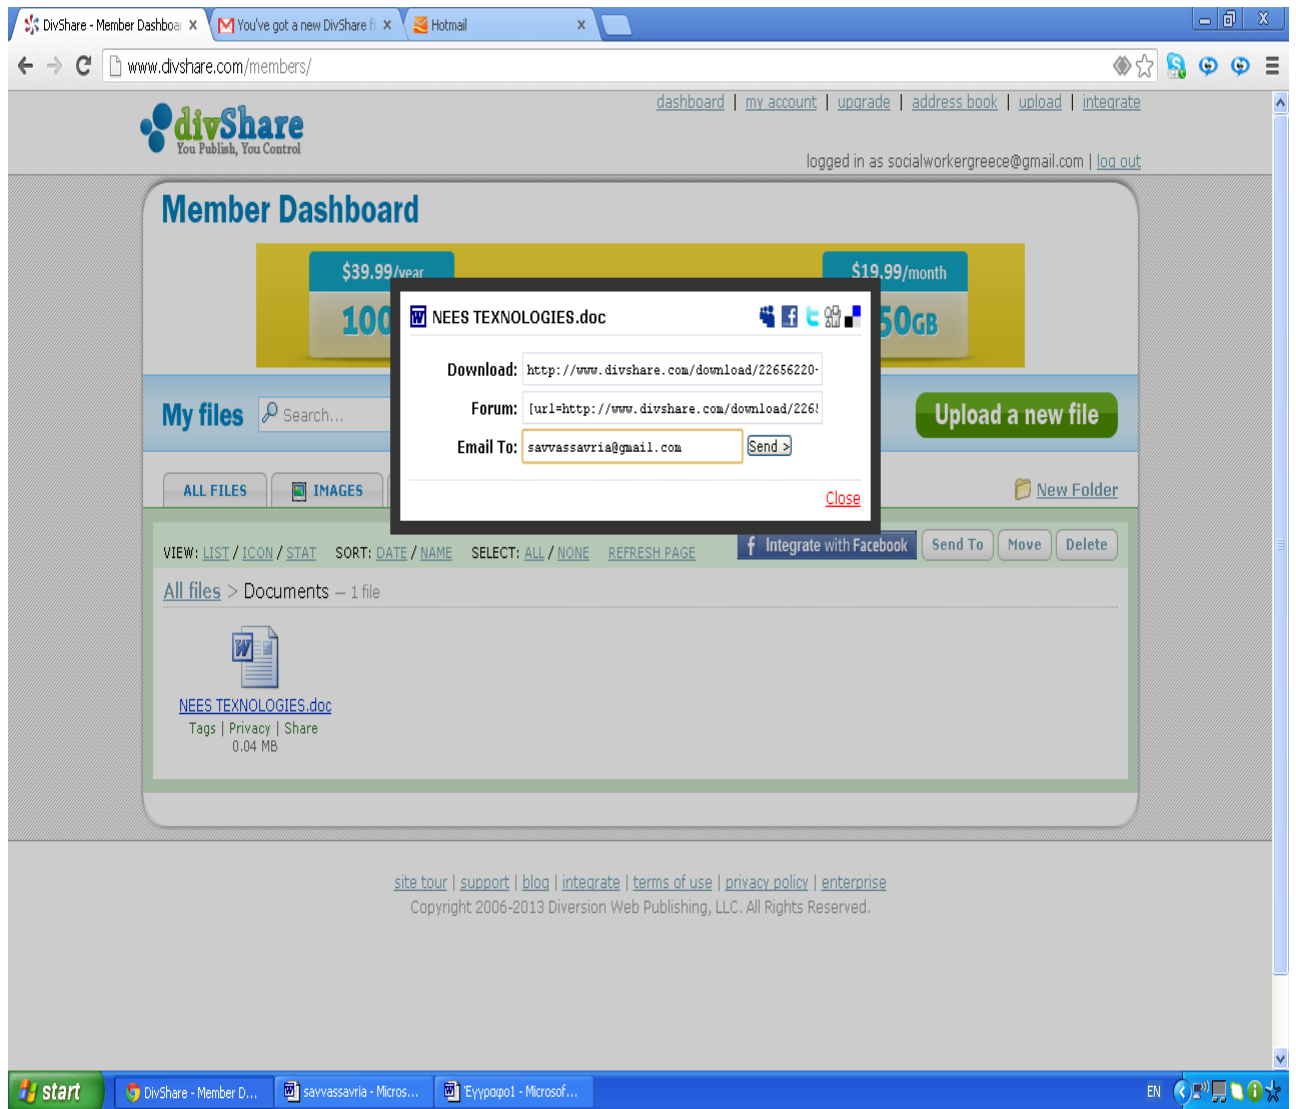 DivShare - Member Dashboa
You've got a new DivShare fi
Hotmail
www.divshare.com/members/
dashboard | my account | upgrade | address book | upload | integrate
divShare
You Publish, You Control
logged in as socialworkergreece@gmail.com | log out
Member Dashboard
$39.99/year
$19.99/month
100
50GB
NEES TEXNOLOGIES.doc
Download: http://www.divshare.com/download/22656220-
Forum: [url=http://www.divshare.com/download/2265
Email To: savvassavria@gmail.com Send >
Close
My files Search...
Upload a new file
ALL FILES IMAGES
New Folder
VIEW: LIST / ICON / STAT SORT: DATE / NAME SELECT: ALL / NONE REFRESH PAGE
Integrate with Facebook Send To Move Delete
All files > Documents – 1 file
NEES TEXNOLOGIES.doc
Tags | Privacy | Share
0.04 MB
site tour | support | blog | integrate | terms of use | privacy policy | enterprise
Copyright 2006-2013 Diversion Web Publishing, LLC. All Rights Reserved.
start
DivShare - Member D...
savvassavria - Micros...
Έγγραφο1 - Microsof...
EN